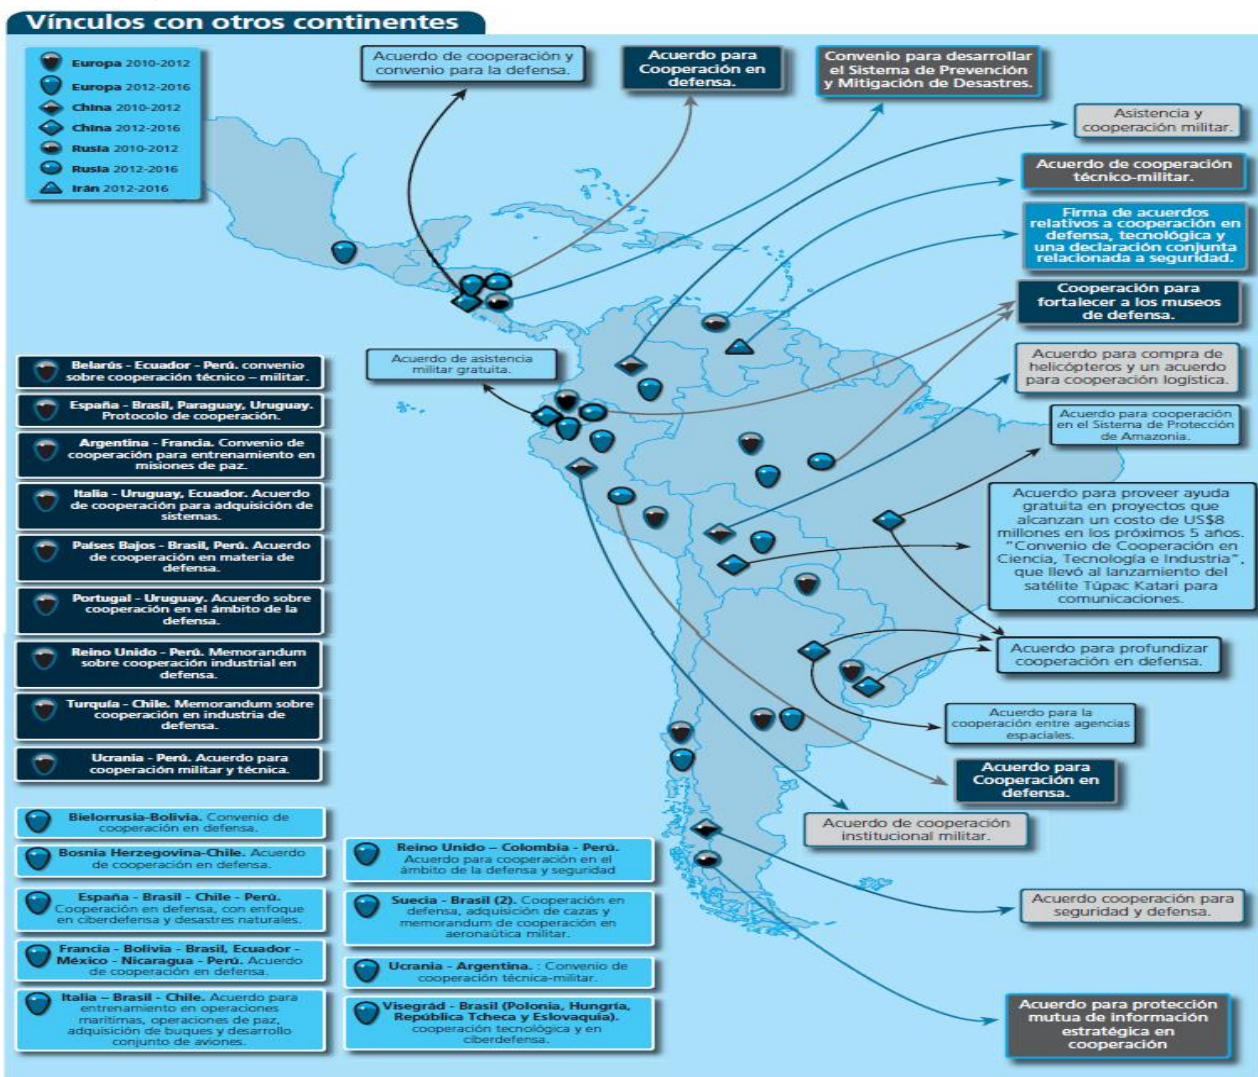 Vínculos con otros continentes
Europa 2010-2012
Europa 2012-2016
China 2010-2012
China 2012-2016
Rusia 2010-2012
Rusia 2012-2016
Irán 2012-2016
Acuerdo de cooperación y
convenio para la defensa.
Acuerdo para
Cooperación en
defensa.
Convenio para desarrollar
el Sistema de Prevención
y Mitigación de Desastres.
Asistencia y
cooperación militar.
Acuerdo de cooperación
técnico-militar.
Firma de acuerdos
relativos a cooperación en
defensa, tecnológica y
una declaración conjunta
relacionada a seguridad.
Cooperación para
fortalecer a los museos
de defensa.
Acuerdo para compra de
helicópteros y un acuerdo
para cooperación logística.
Acuerdo para cooperación
en el Sistema de Protección
de Amazonia.
Acuerdo para proveer ayuda
gratuita en proyectos que
alcanzan un costo de US$8
millones en los próximos 5 años.
"Convenio de Cooperación en
Ciencia, Tecnología e Industria",
que llevó al lanzamiento del
satélite Túpac Katari para
comunicaciones.
Acuerdo para profundizar
cooperación en defensa.
Acuerdo para la
cooperación entre agencias
espaciales.
Acuerdo para
Cooperación en
defensa.
Acuerdo de cooperación
institucional militar.
Acuerdo cooperación para
seguridad y defensa.
Acuerdo para protección
mutua de información
estratégica en
cooperación
Acuerdo de asistencia
militar gratuita.
Belarús - Ecuador - Perú. convenio
sobre cooperación técnico – militar.
España - Brasil, Paraguay, Uruguay.
Protocolo de cooperación.
Argentina - Francia. Convenio de
cooperación para entrenamiento en
misiones de paz.
Italia - Uruguay, Ecuador. Acuerdo
de cooperación para adquisición de
sistemas.
Países Bajos - Brasil, Perú. Acuerdo
de cooperación en materia de
defensa.
Portugal - Uruguay. Acuerdo sobre
cooperación en el ámbito de la
defensa.
Reino Unido - Perú. Memorandum
sobre cooperación industrial en
defensa.
Turquía - Chile. Memorandum sobre
cooperación en industria de
defensa.
Ucrania - Perú. Acuerdo para
cooperación militar y técnica.
Bielorrusia-Bolivia. Convenio de
cooperación en defensa.
Bosnia Herzegovina-Chile. Acuerdo
de cooperación en defensa.
España - Brasil - Chile - Perú.
Cooperación en defensa, con enfoque
en ciberdefensa y desastres naturales.
Francia - Bolivia - Brasil, Ecuador -
México - Nicaragua - Perú. Acuerdo
de cooperación en defensa.
Italia – Brasil - Chile. Acuerdo para
entrenamiento en operaciones
marítimas, operaciones de paz,
adquisición de buques y desarrollo
conjunto de aviones.
Reino Unido – Colombia - Perú.
Acuerdo para cooperación en el
ámbito de la defensa y seguridad
Suecia - Brasil (2). Cooperación en
defensa, adquisición de cazas y
memorandum de cooperación en
aeronaútica militar.
Ucrania - Argentina. : Convenio de
cooperación técnica-militar.
Visegrád - Brasil (Polonia, Hungría,
República Tcheca y Eslovaquia).
cooperación tecnológica y en
ciberdefensa.